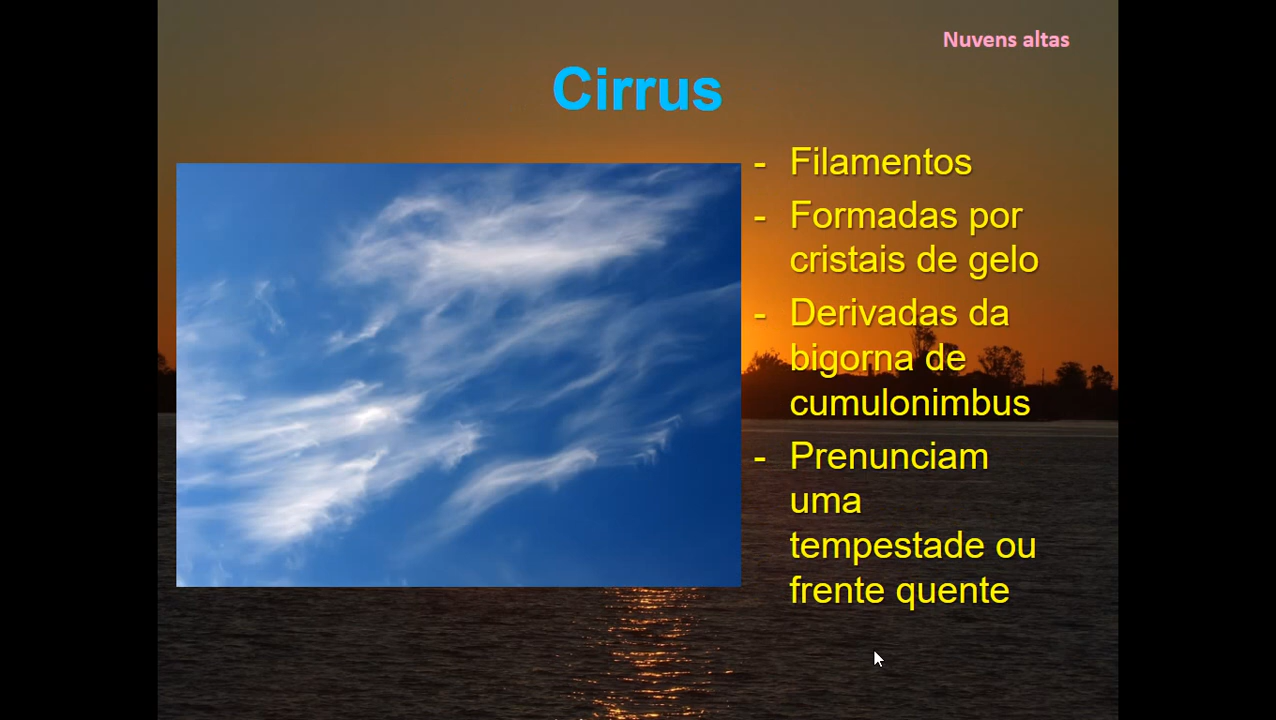 Nuvens altas
Cirrus
- Filamentos
- Formadas por
cristais de gelo
- Derivadas da
bigorna de
cumulonimbus
- Prenunciam
uma
tempestade ou
frente quente